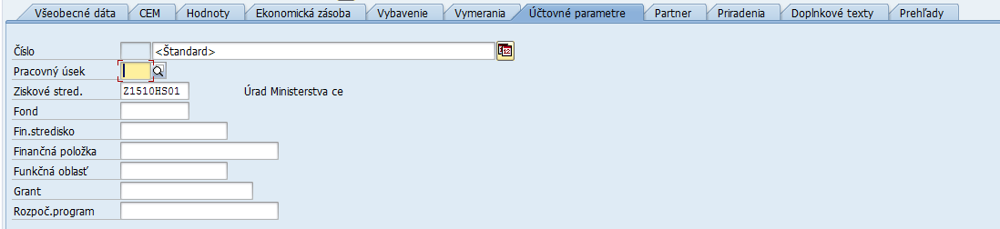 Všeobecné dáta CEM Hodnoty Ekonomická zásoba Vybavenie Vymerania Účtovné parametre Partner Priradenia Doplnkové texty Prehľady
Číslo <Štandard>
Pracovný úsek
Ziskové stred. Z1510HS01 Úrad Ministerstva ce
Fond
Fin.stredisko
Finančná položka
Funkčná oblasť
Grant
Rozpoč.program